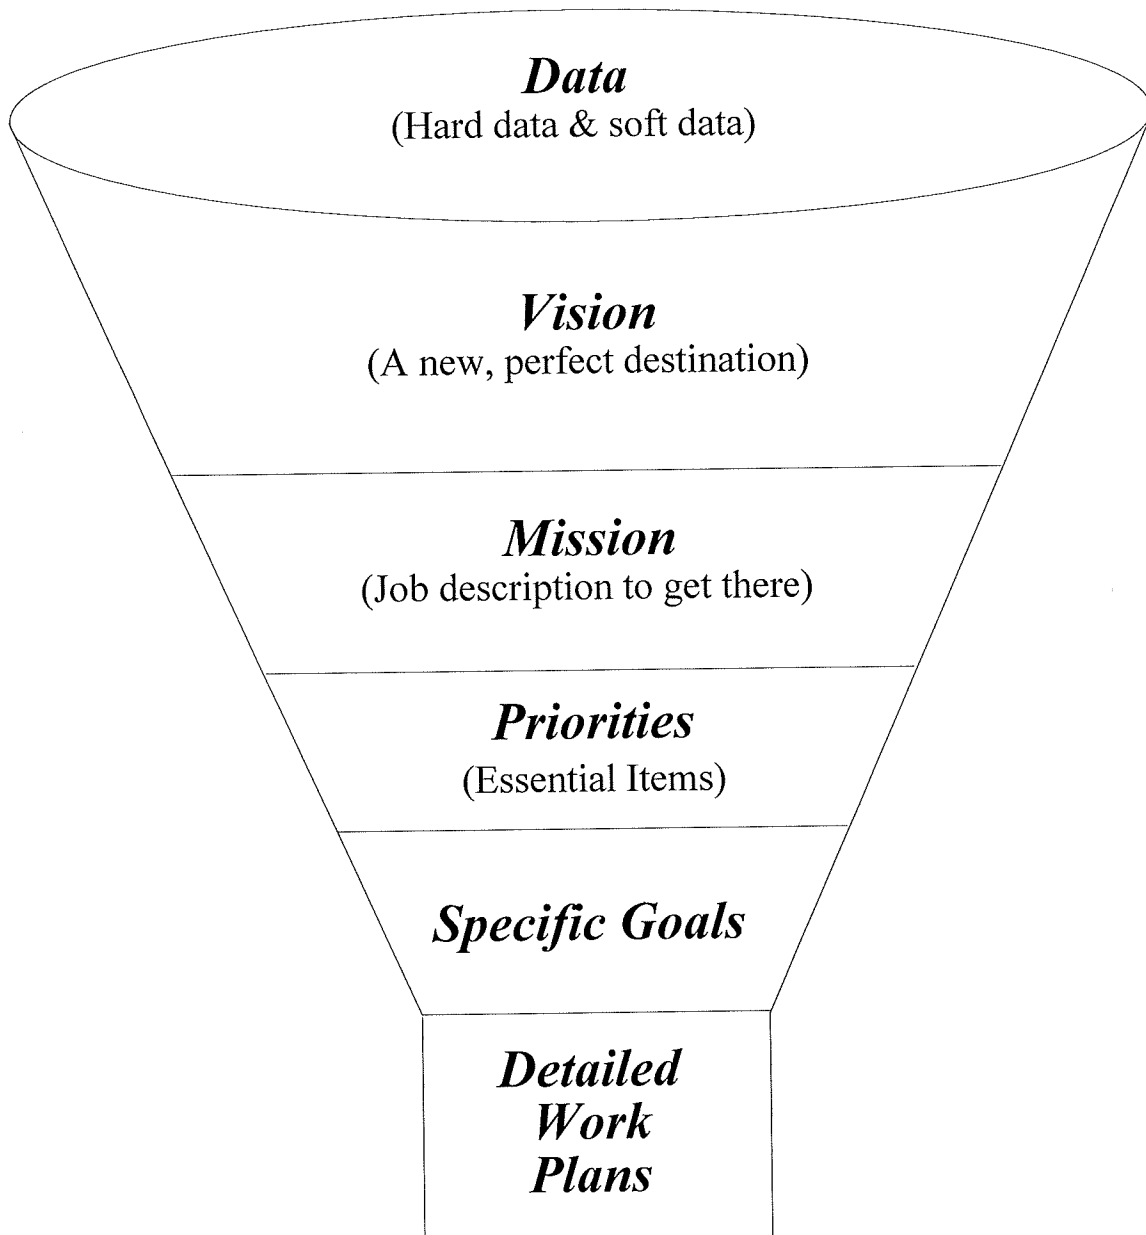 Data
(Hard data & soft data)
Vision
(A new, perfect destination)
Mission
(Job description to get there)
Priorities
(Essential Items)
Specific Goals
Detailed
Work
Plans